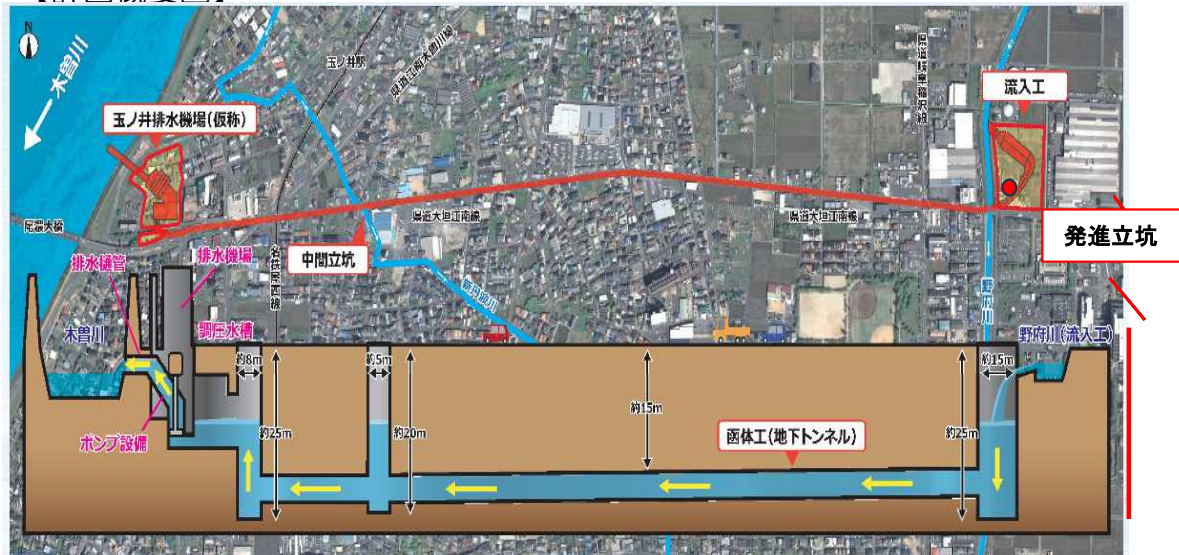 【計画概要図】
N
木曽川
玉ノ井駅
県道江南木曽川線
県道岐阜稲沢線
流入工
玉ノ井排水機場(仮称)
尾濃大橋
県道大垣江南線
県道大垣江南線
発進立坑
中間立坑
排水樋管
排水機場
名鉄尾西線
野府川
木曽川
調圧水槽
野府川(流入工)
約8m
約5m
約15m
約15m
約25m
約20m
約25m
ポンプ設備
函体工(地下トンネル)